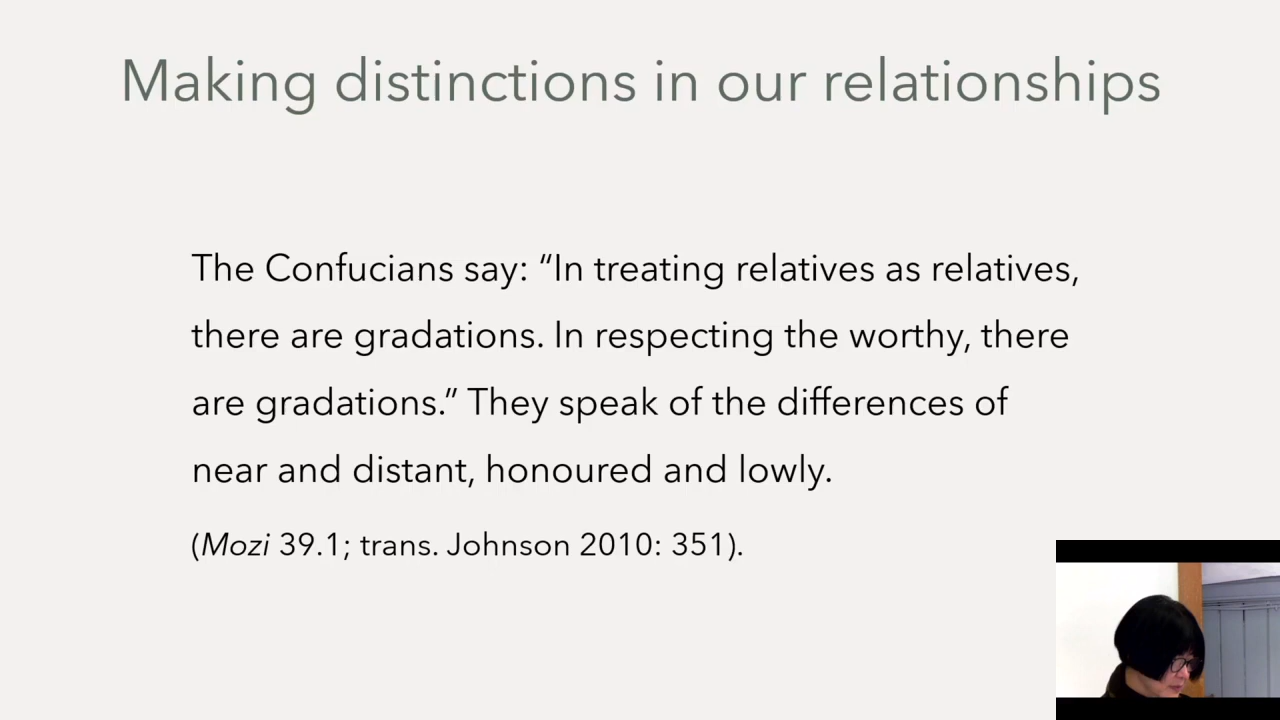 Making distinctions in our relationships
The Confucians say: “In treating relatives as relatives,
there are gradations. In respecting the worthy, there
are gradations.” They speak of the differences of
near and distant, honoured and lowly.
(Mozi 39.1; trans. Johnson 2010: 351).